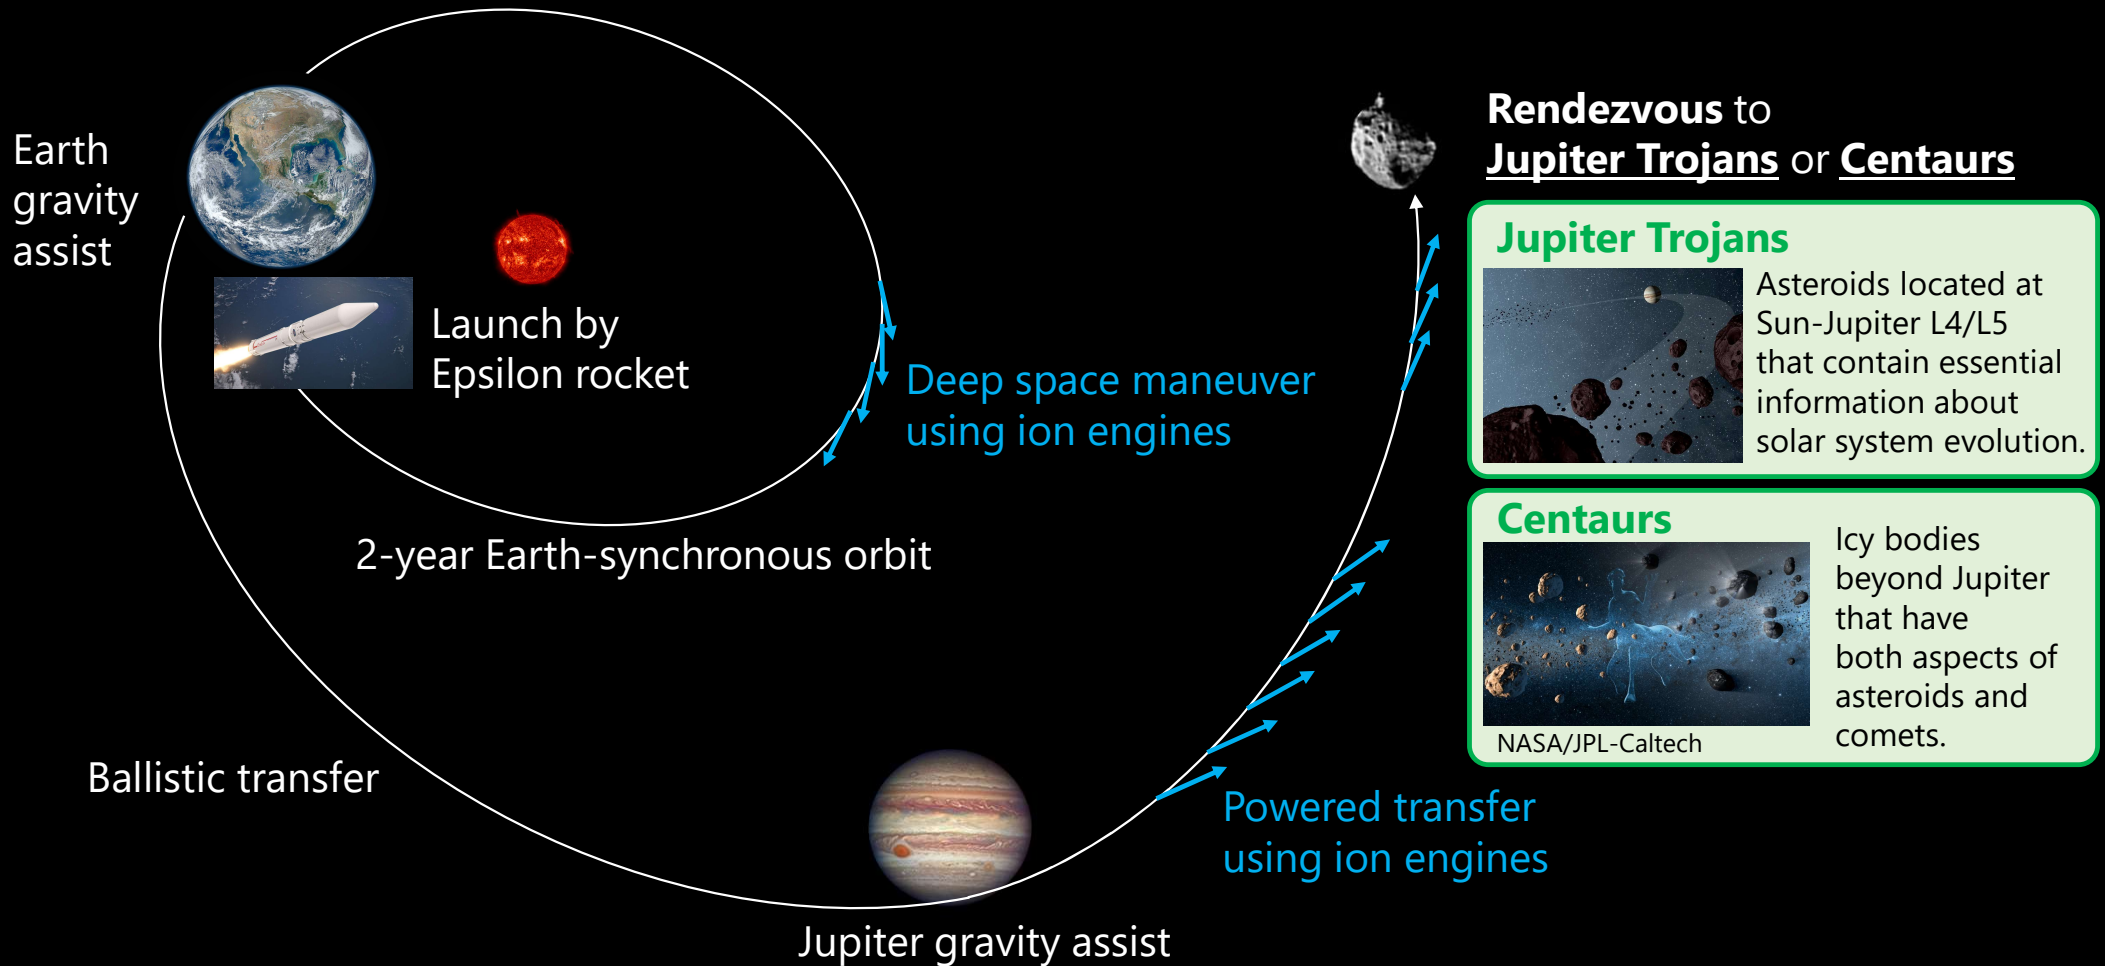 Earth
gravity
assist
Launch by
Epsilon rocket
Deep space maneuver
using ion engines
2-year Earth-synchronous orbit
Ballistic transfer
Jupiter gravity assist
Powered transfer
using ion engines
Rendezvous to
Jupiter Trojans or Centaurs
Jupiter Trojans
Asteroids located at
Sun-Jupiter L4/L5
that contain essential
information about
solar system evolution.
Centaurs
Icy bodies
beyond Jupiter
that have
both aspects of
asteroids and
comets.
NASA/JPL-Caltech